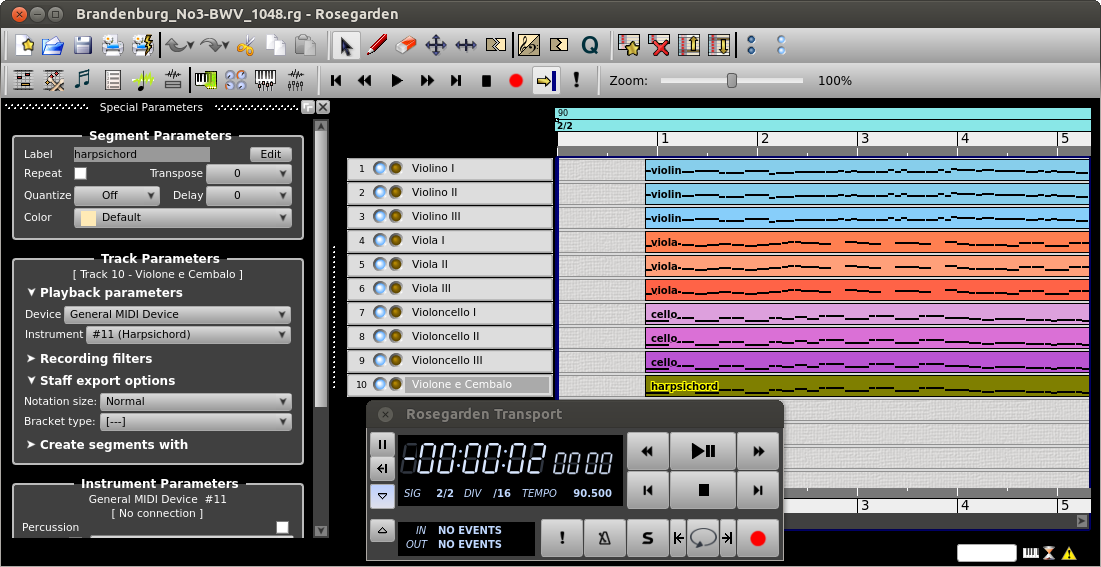 Brandenburg_No3-BWV_1048.rg - Rosegarden
Zoom: 100%
Special Parameters
Segment Parameters
Label harpsichord Edit
Repeat Transpose 0
Quantize Off Delay 0
Color Default
Track Parameters
[ Track 10 - Violone e Cembalo ]
Playback parameters
Device General MIDI Device
Instrument #11 (Harpsichord)
Recording filters
Staff export options
Notation size: Normal
Bracket type: [---]
Create segments with
Instrument Parameters
General MIDI Device #11
[ No connection ]
Percussion
90
2/2
1 2 3 4 5
1 Violino I violin
2 Violino II violin
3 Violino III violin
4 Viola I viola
5 Viola II viola
6 Viola III viola
7 Violoncello I cello
8 Violoncello II cello
9 Violoncello III cello
10 Violone e Cembalo harpsichord
3 4 5
Rosegarden Transport
-00:00:02 0000
SIG 2/2 DIV /16 TEMPO 90.500
IN NO EVENTS
OUT NO EVENTS
! S